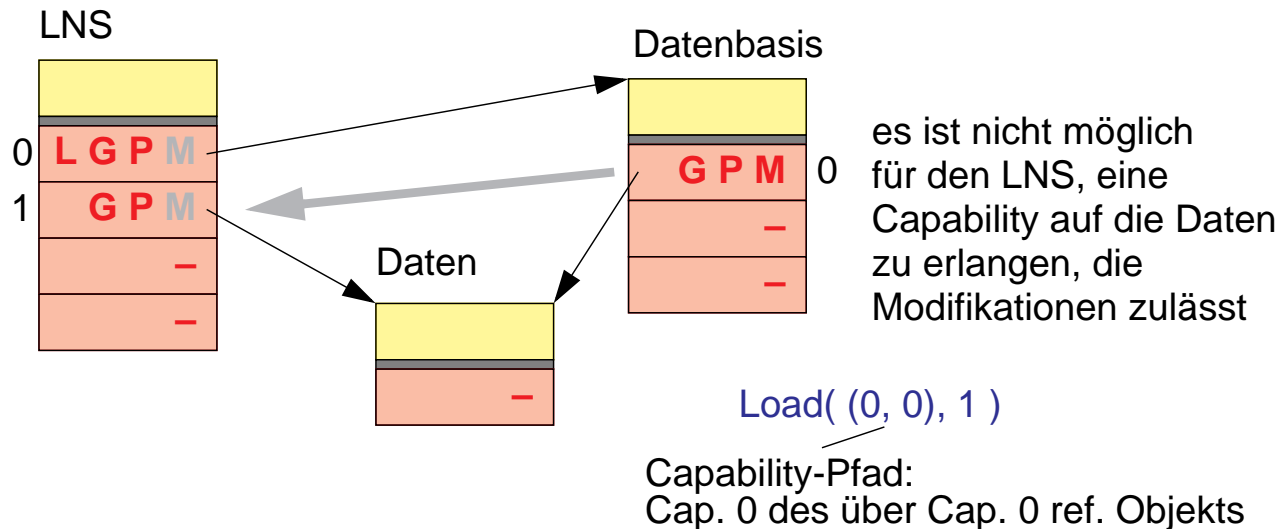 LNS
Datenbasis
0 L G P M
1 G P M
–
–
G P M 0
–
–
es ist nicht möglich
für den LNS, eine
Capability auf die Daten
zu erlangen, die
Modifikationen zulässt
Daten
–
Load( (0, 0), 1 )
Capability-Pfad:
Cap. 0 des über Cap. 0 ref. Objekts